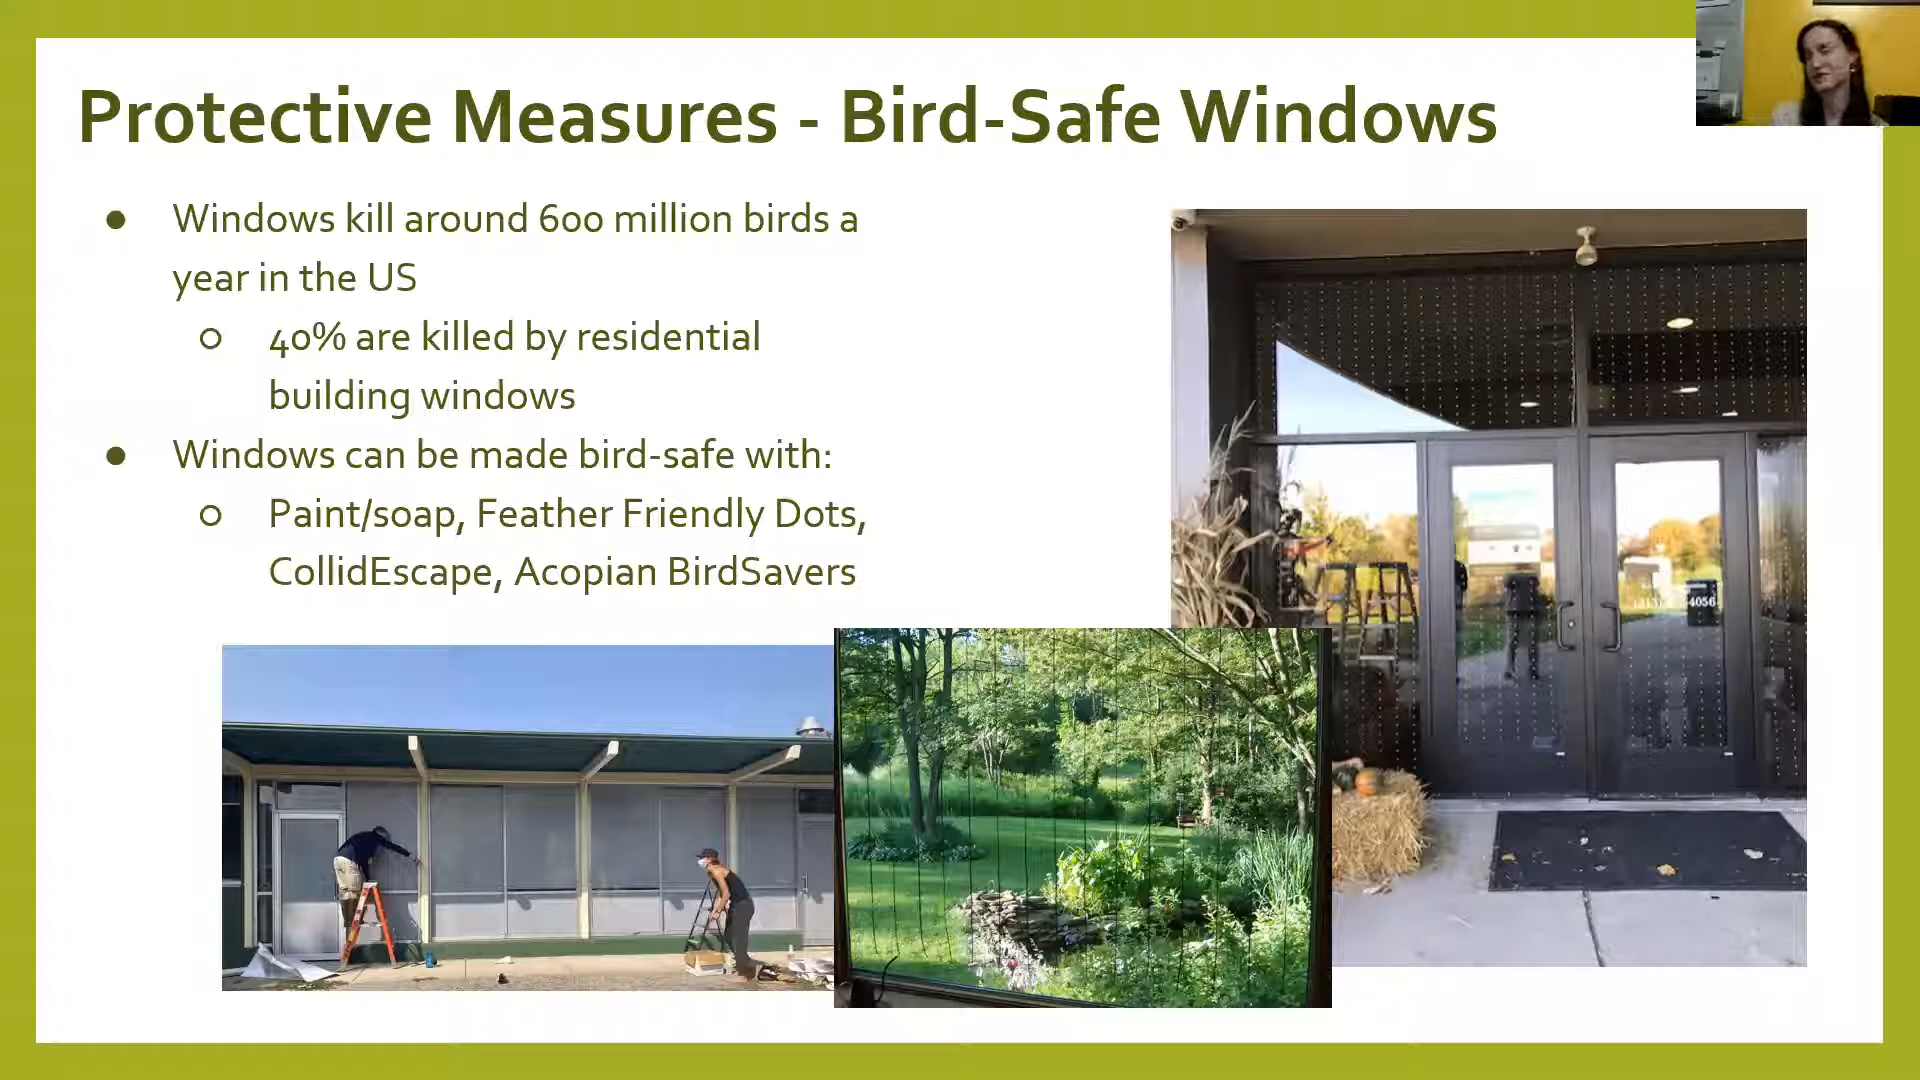 Protective Measures - Bird-Safe Windows
● Windows kill around 600 million birds a
year in the US
○ 40% are killed by residential
building windows
● Windows can be made bird-safe with:
○ Paint/soap, Feather Friendly Dots,
CollidEscape, Acopian BirdSavers
4056